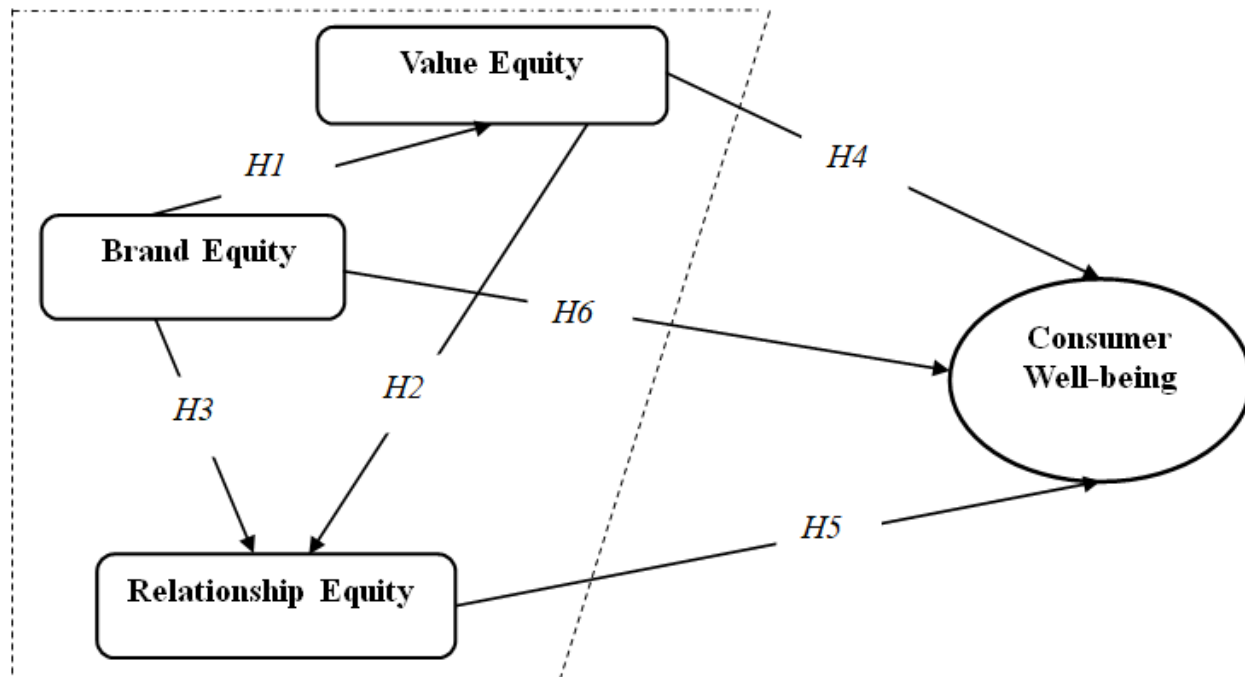 Value Equity
H1
H4
Brand Equity
H6
Consumer
Well-being
H3
H2
H5
Relationship Equity